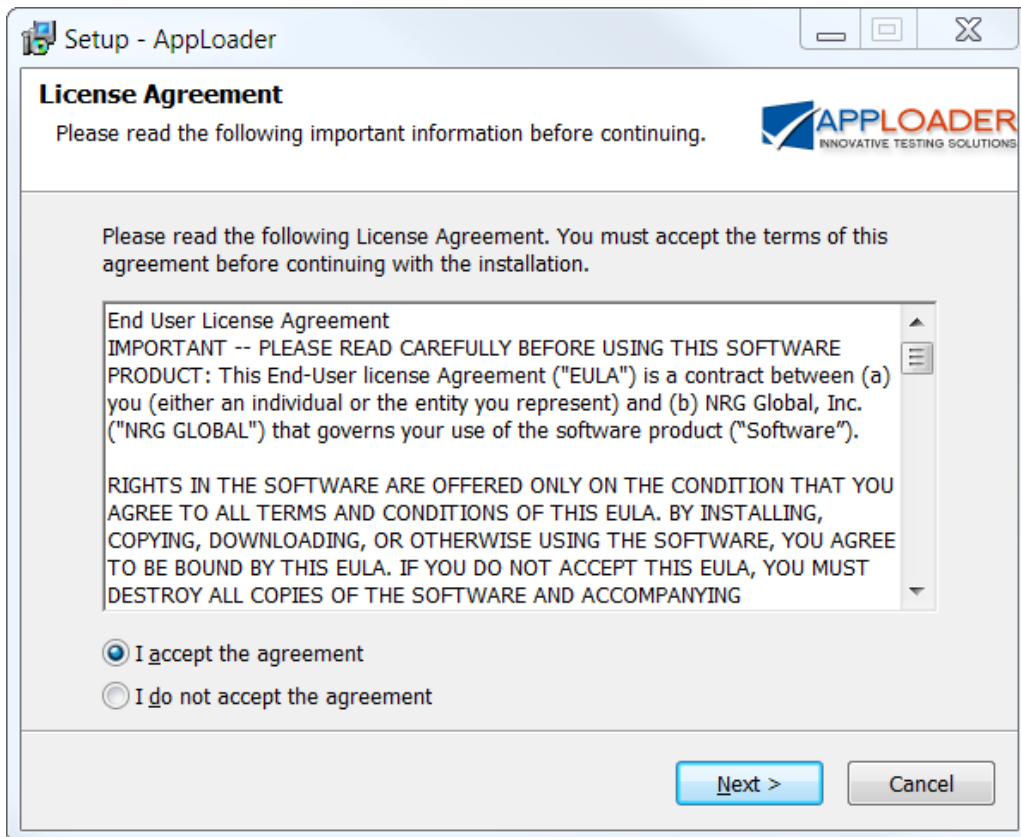 Setup - AppLoader
License Agreement
Please read the following important information before continuing.
APPLOADER
INNOVATIVE TESTING SOLUTIONS
Please read the following License Agreement. You must accept the terms of this
agreement before continuing with the installation.
End User License Agreement
IMPORTANT -- PLEASE READ CAREFULLY BEFORE USING THIS SOFTWARE
PRODUCT: This End-User license Agreement ("EULA") is a contract between (a)
you (either an individual or the entity you represent) and (b) NRG Global, Inc.
("NRG GLOBAL") that governs your use of the software product (“Software”).
RIGHTS IN THE SOFTWARE ARE OFFERED ONLY ON THE CONDITION THAT YOU
AGREE TO ALL TERMS AND CONDITIONS OF THIS EULA. BY INSTALLING,
COPYING, DOWNLOADING, OR OTHERWISE USING THE SOFTWARE, YOU AGREE
TO BE BOUND BY THIS EULA. IF YOU DO NOT ACCEPT THIS EULA, YOU MUST
DESTROY ALL COPIES OF THE SOFTWARE AND ACCOMPANYING
I accept the agreement
I do not accept the agreement
Next >
Cancel